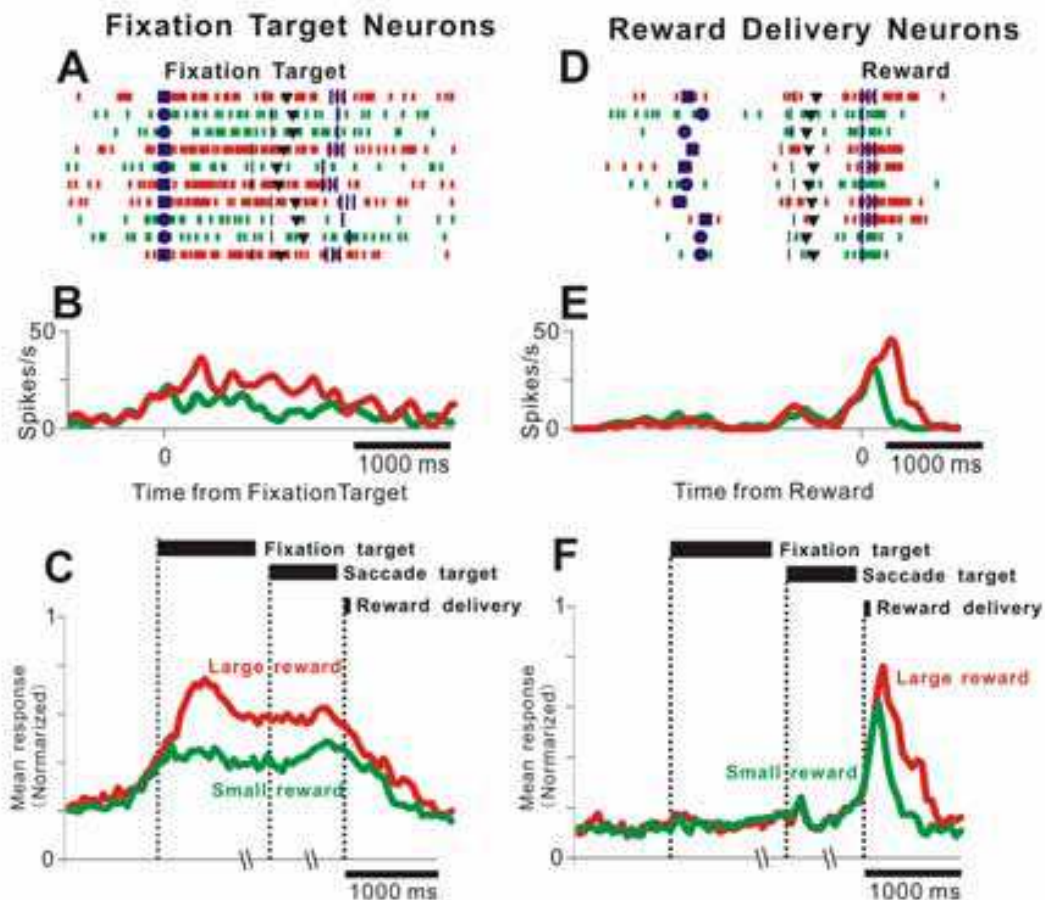 Fixation Target Neurons
A
Fixation Target
B
50
0
Spikes/s
0
1000 ms
Time from FixationTarget
C
Fixation target
Saccade target
Reward delivery
1
0
Mean response
(Normarized)
Large reward
Small reward
1000 ms
Reward Delivery Neurons
D
Reward
E
50
0
Spikes/s
0
1000 ms
Time from Reward
F
Fixation target
Saccade target
Reward delivery
1
0
Mean response
(Normarized)
Large reward
Small reward
1000 ms